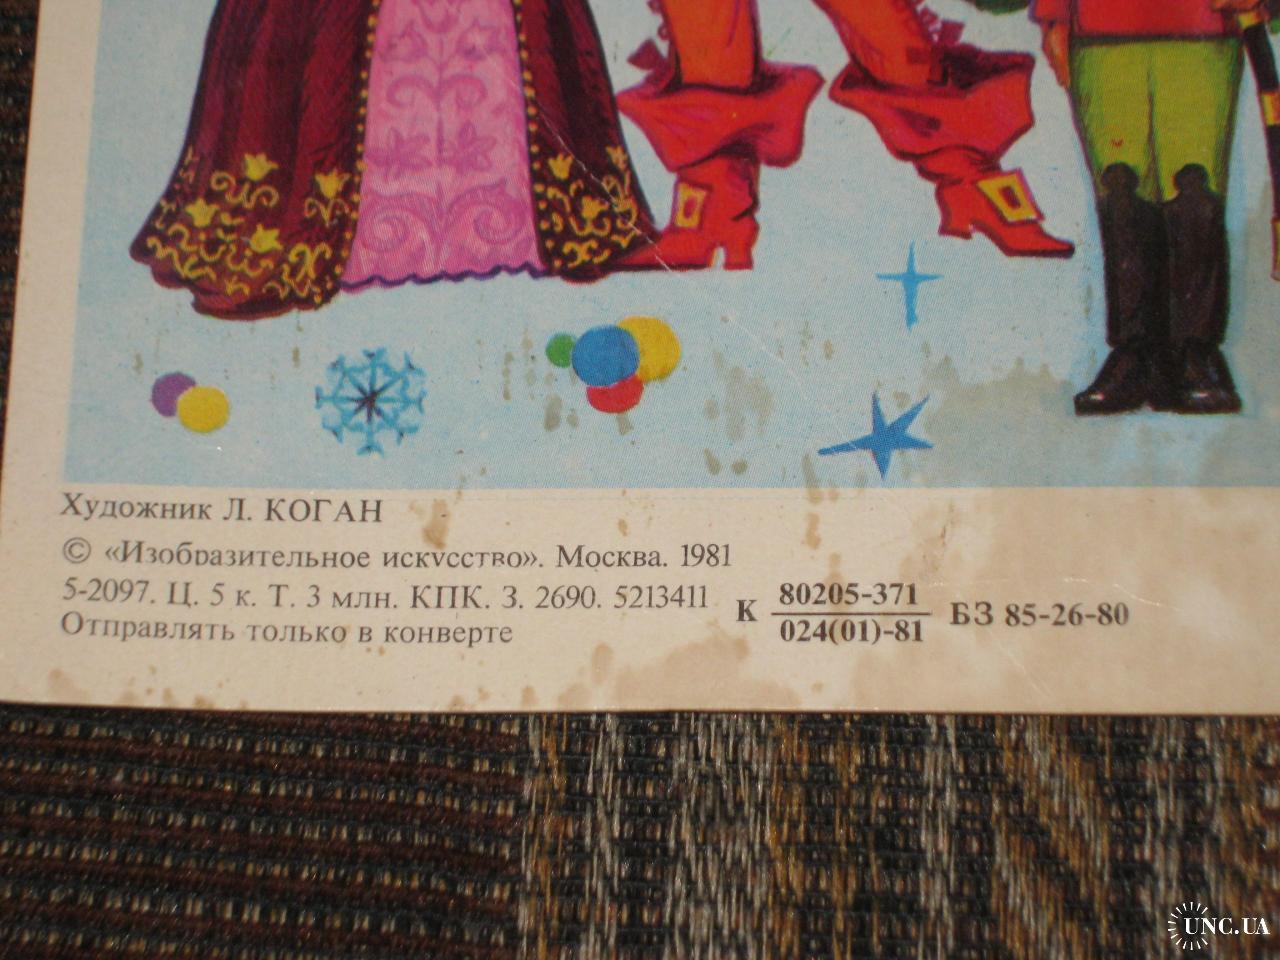 Художник Л. КОГАН
© «Изобразительное искусство». Москва. 1981
5-2097. Ц. 5 к. Т. 3 млн. КПК. З. 2690. 5213411
Отправлять только в конверте
К 80205-371 БЗ 85-26-80
024(01)-81
UNC.UA